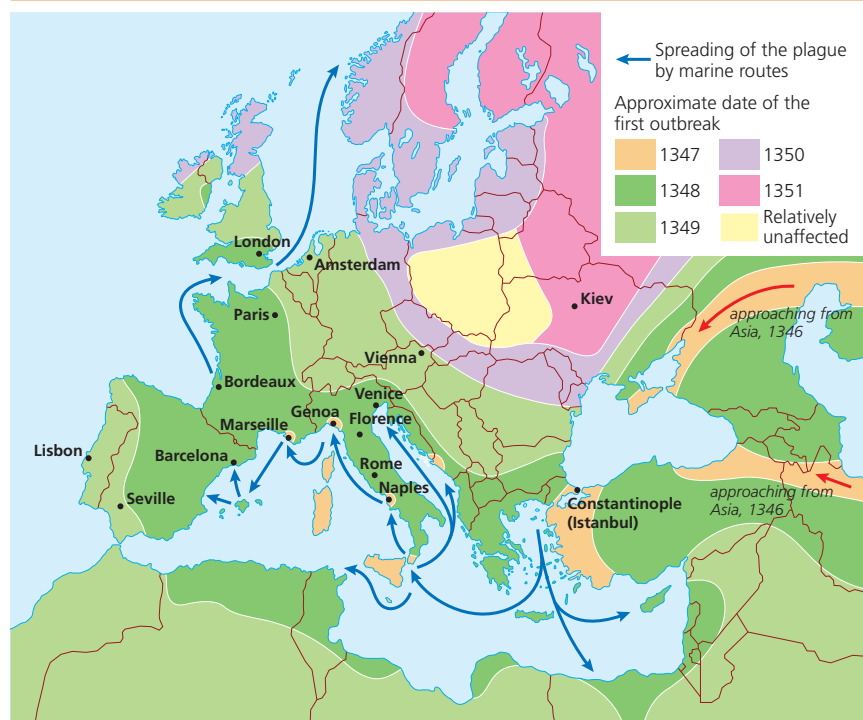 Spreading of the plague
by marine routes
Approximate date of the
first outbreak
1347
1350
1348
1351
1349
Relatively
unaffected
London
Amsterdam
Paris
Kiev
approaching from
Asia, 1346
Vienna
Bordeaux
Venice
Genoa
Florence
Marseille
Lisbon
Barcelona
Rome
Naples
Seville
Constantinople
(Istanbul)
approaching from
Asia, 1346